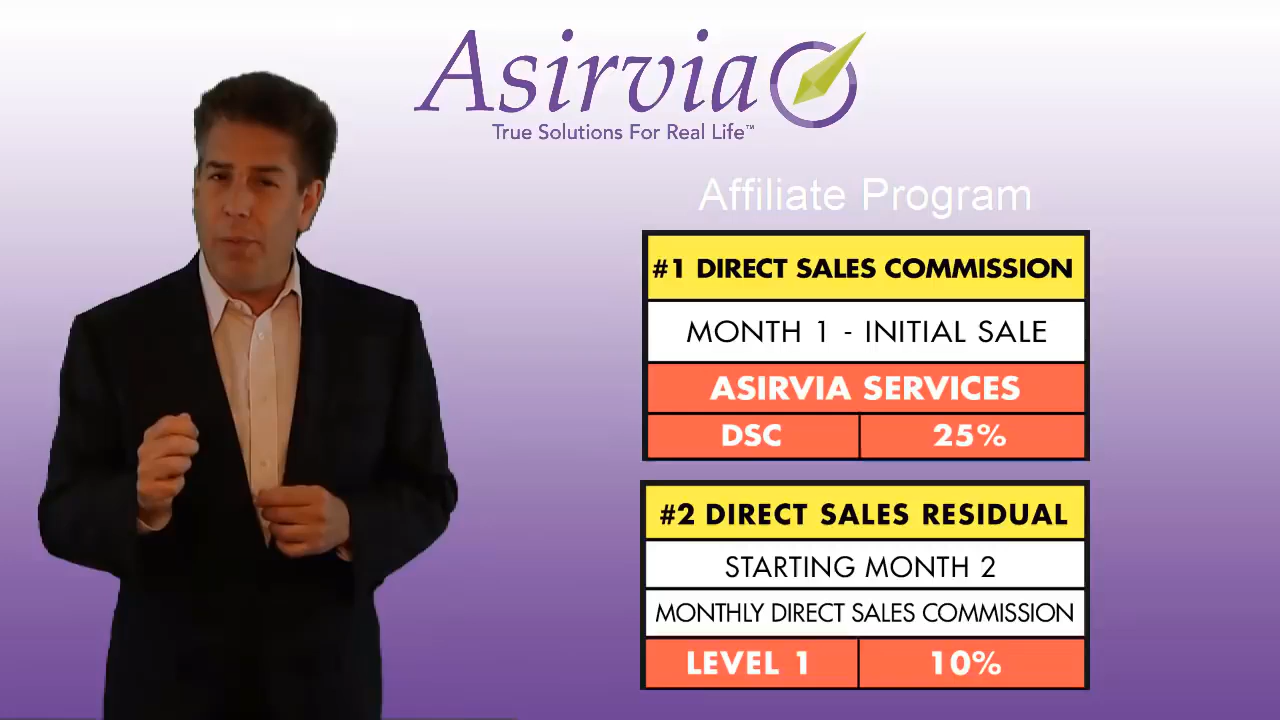 Asirvia
True Solutions For Real Life™
Affiliate Program
#1 DIRECT SALES COMMISSION
MONTH 1 - INITIAL SALE
ASIRVIA SERVICES
DSC 25%
#2 DIRECT SALES RESIDUAL
STARTING MONTH 2
MONTHLY DIRECT SALES COMMISSION
LEVEL 1 10%